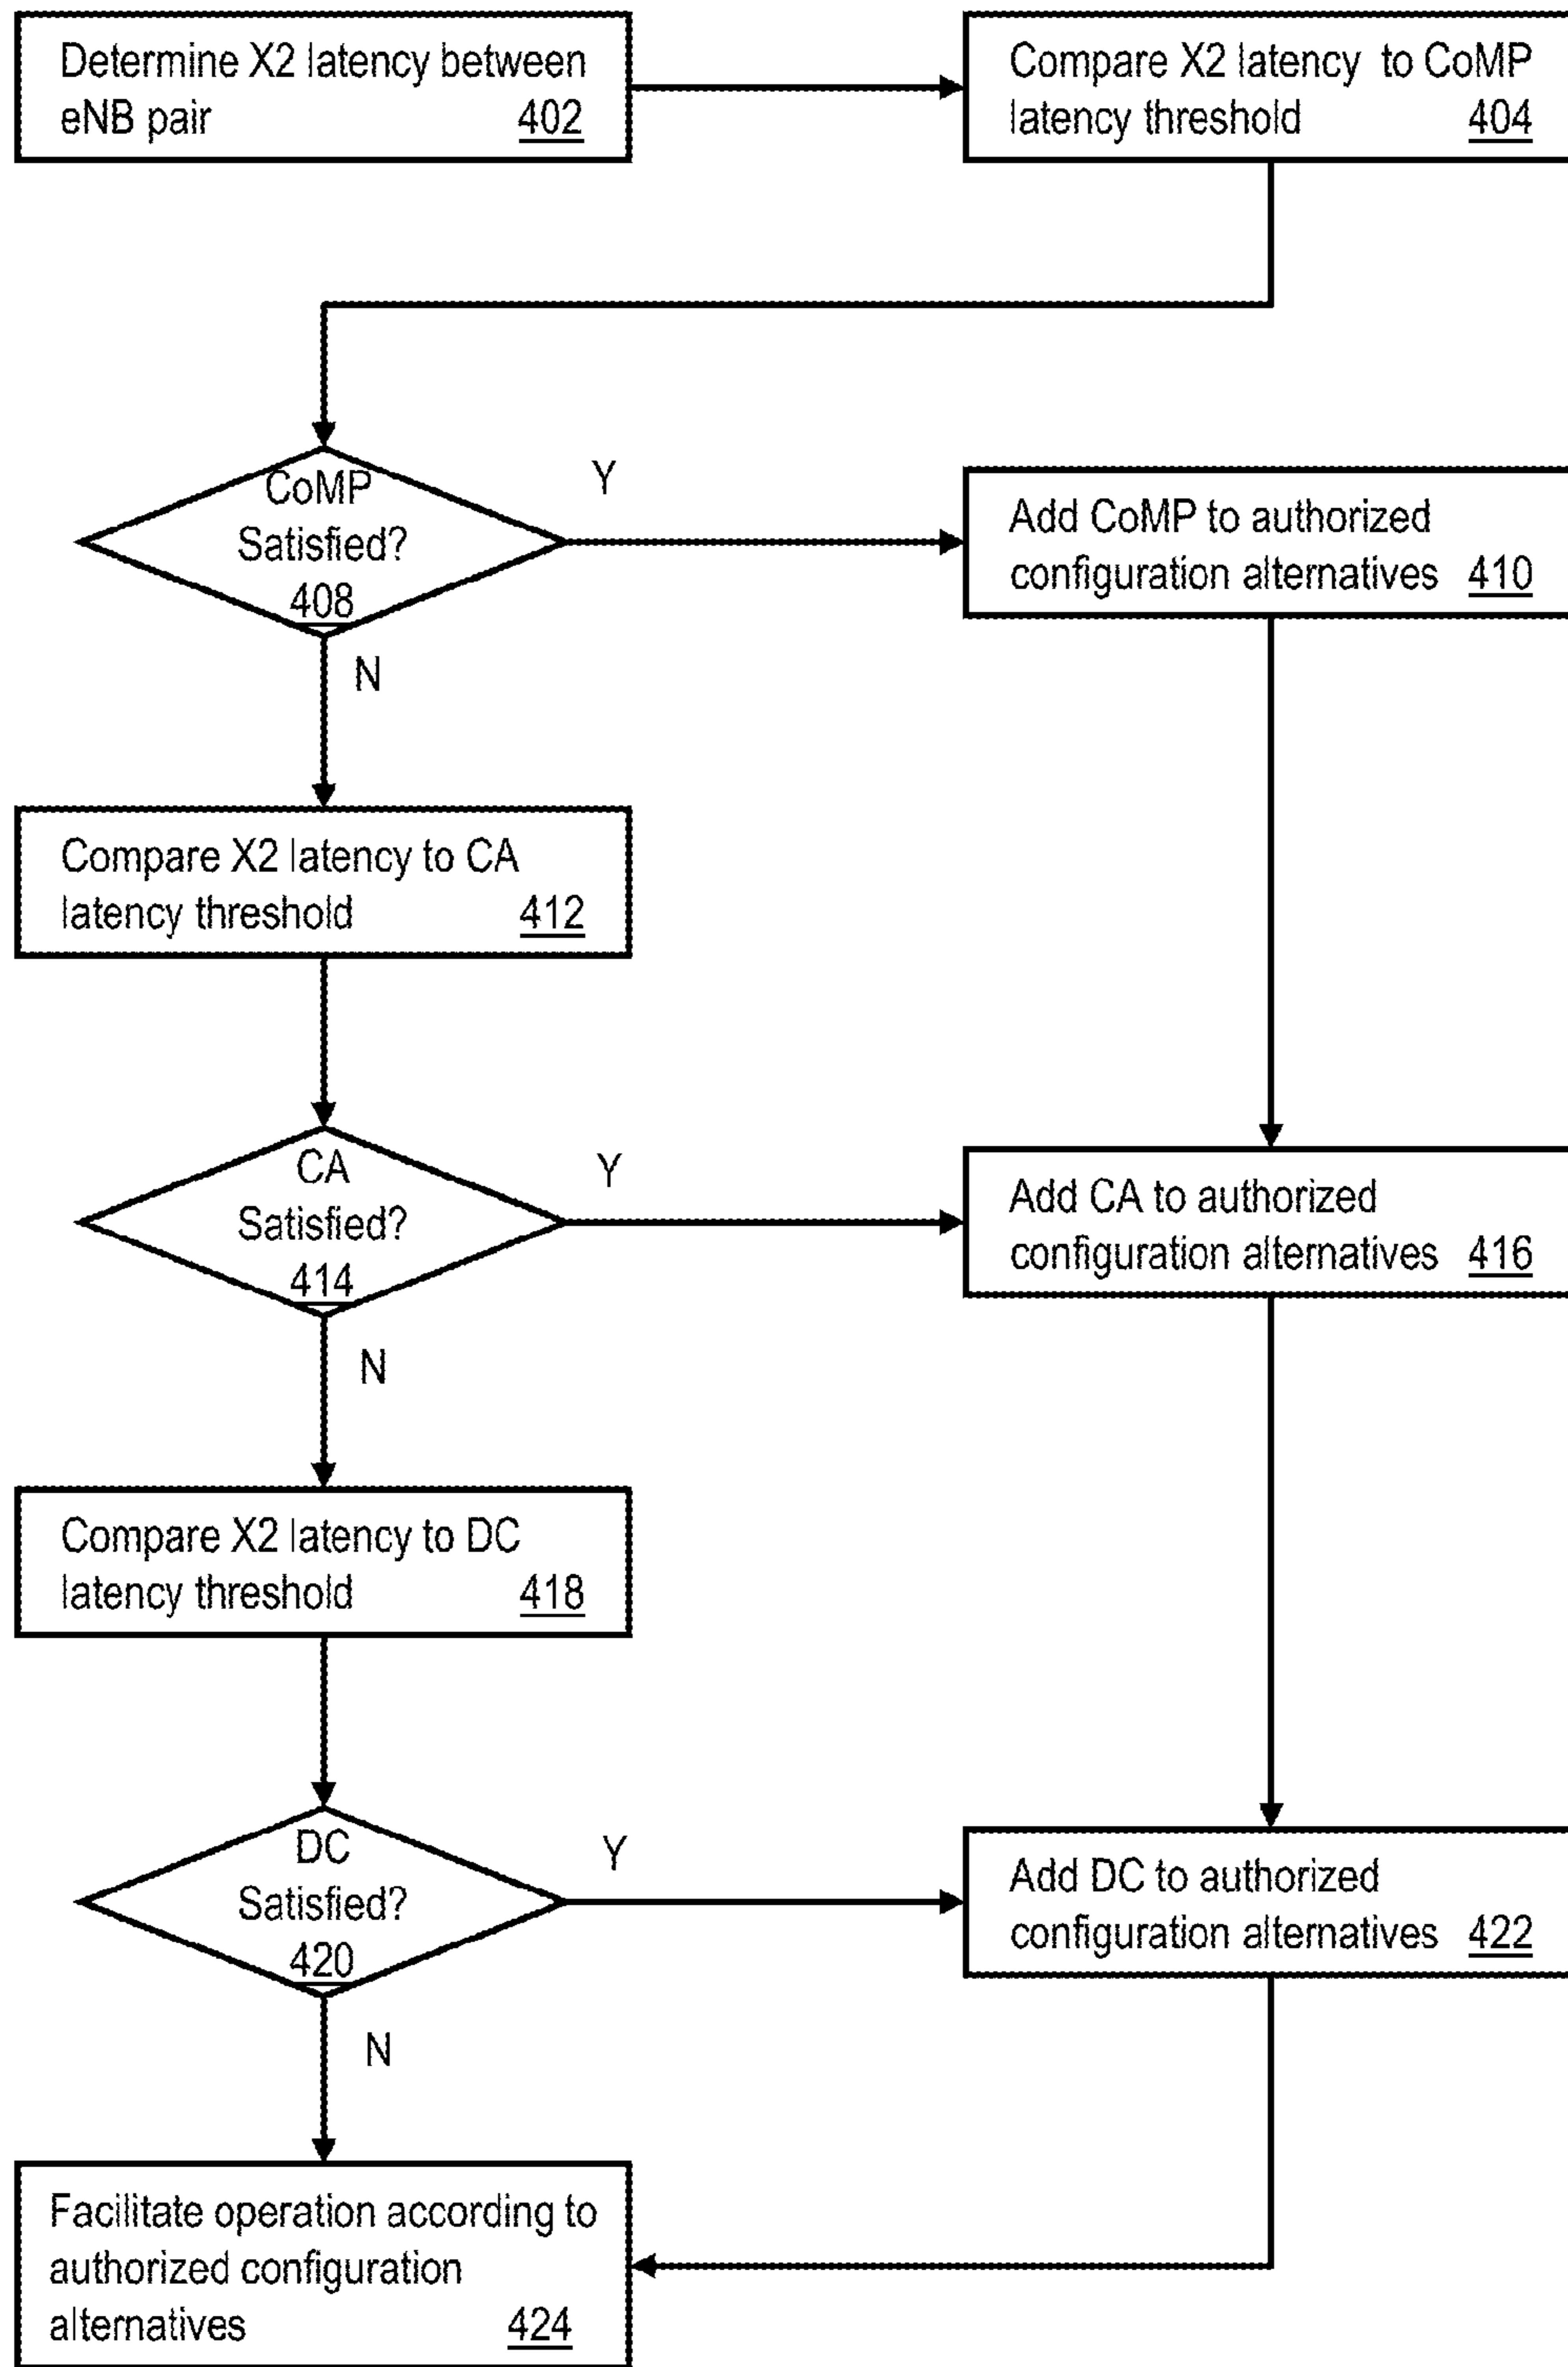 Determine X2 latency between
eNB pair 402
Compare X2 latency to CoMP
latency threshold 404
CoMP
Satisfied?
408
Y
N
Add CoMP to authorized
configuration alternatives 410
Compare X2 latency to CA
latency threshold 412
CA
Satisfied?
414
Y
N
Add CA to authorized
configuration alternatives 416
Compare X2 latency to DC
latency threshold 418
DC
Satisfied?
420
Y
N
Add DC to authorized
configuration alternatives 422
Facilitate operation according to
authorized configuration
alternatives 424